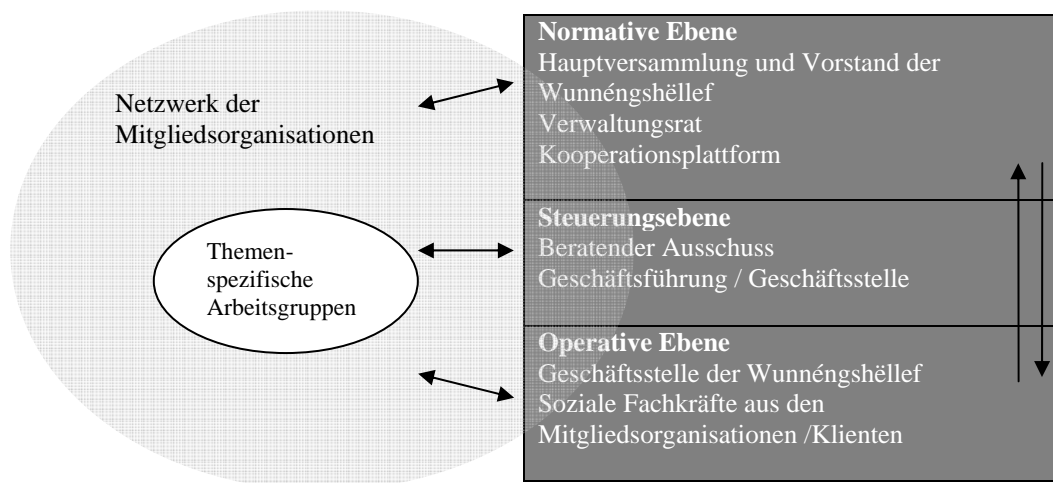 Netzwerk der
Mitgliedsorganisationen
Themen-
spezifische
Arbeitsgruppen
Normative Ebene
Hauptversammlung und Vorstand der
Wunnéngshëllef
Verwaltungsrat
Kooperationsplattform
Steuerungsebene
Beratender Ausschuss
Geschäftsführung / Geschäftsstelle
Operative Ebene
Geschäftsstelle der Wunnéngshëllef
Soziale Fachkräfte aus den
Mitgliedsorganisationen /Klienten